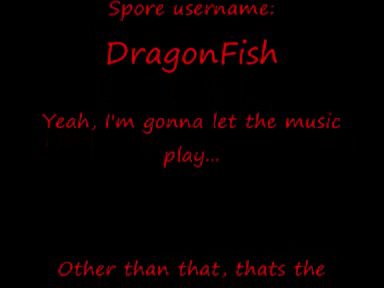 Spore username:
DragonFish
Yeah, I'm gonna let the music
play...
Other than that, thats the